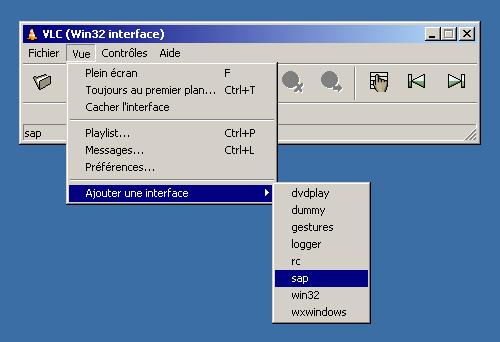 VLC (Win32 interface)
Fichier Vue Contrôles Aide
Plein écran F
Toujours au premier plan... Ctrl+T
Cacher l'interface
sap
Playlist... Ctrl+P
Messages... Ctrl+L
Préférences...
Ajouter une interface
dvdplay
dummy
gestures
logger
rc
sap
win32
wxwindows